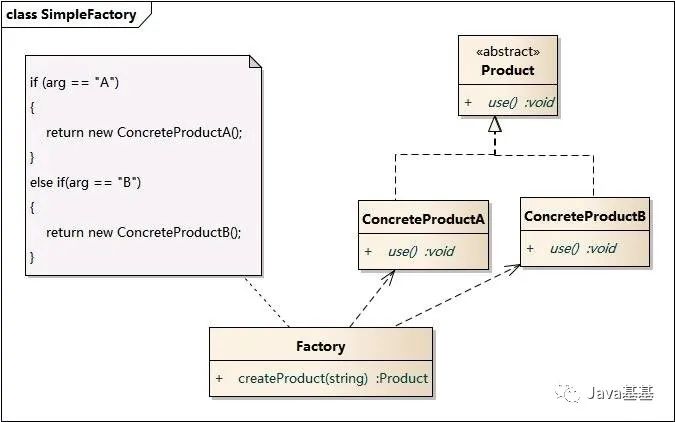 class SimpleFactory
if (arg == "A")
{
return new ConcreteProductA();
}
else if(arg == "B")
{
return new ConcreteProductB();
}
«abstract»
Product
+ use() :void
ConcreteProductA
+ use() :void
ConcreteProductB
+ use() :void
Factory
+ createProduct(string) :Product
Java基基